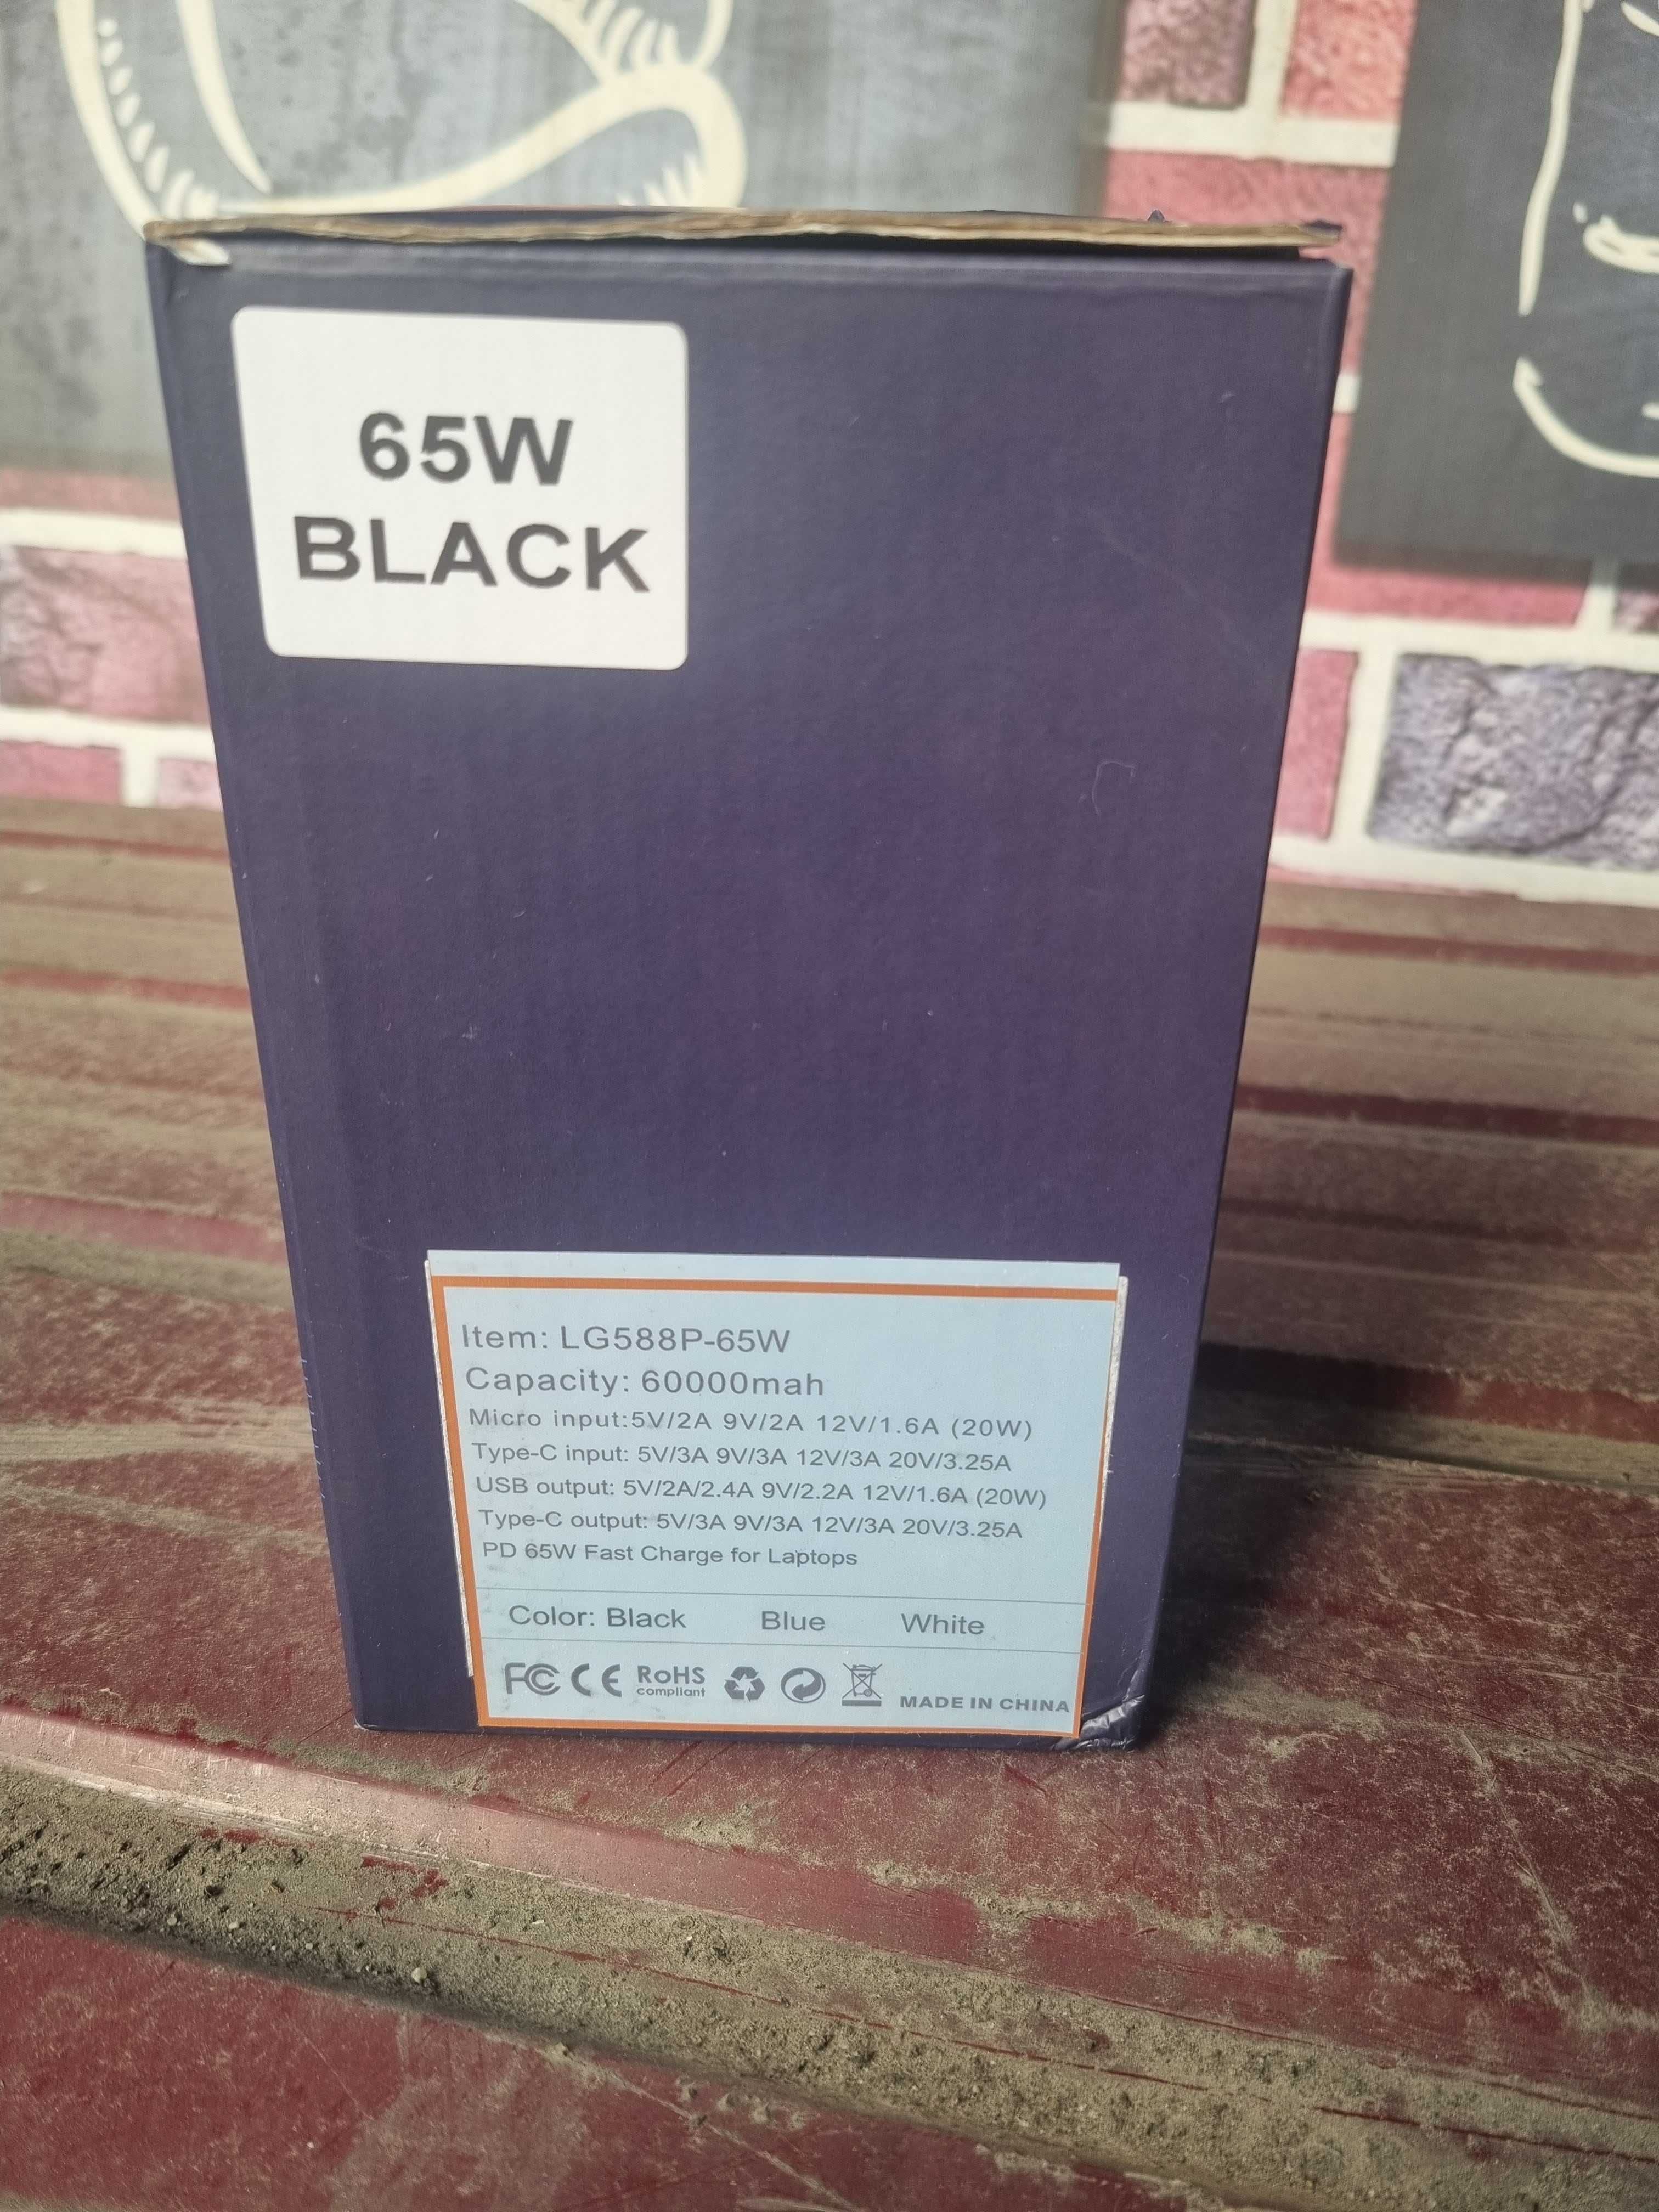 65W
BLACK
Item: LG588P-65W
Capacity: 60000mah
Micro input:5V/2A 9V/2A 12V/1.6A (20W)
Type-C input: 5V/3A 9V/3A 12V/3A 20V/3.25A
USB output: 5V/2A/2.4A 9V/2.2A 12V/1.6A (20W)
Type-C output: 5V/3A 9V/3A 12V/3A 20V/3.25A
PD 65W Fast Charge for Laptops
Color: Black Blue White
FC CE RoHS compliant MADE IN CHINA